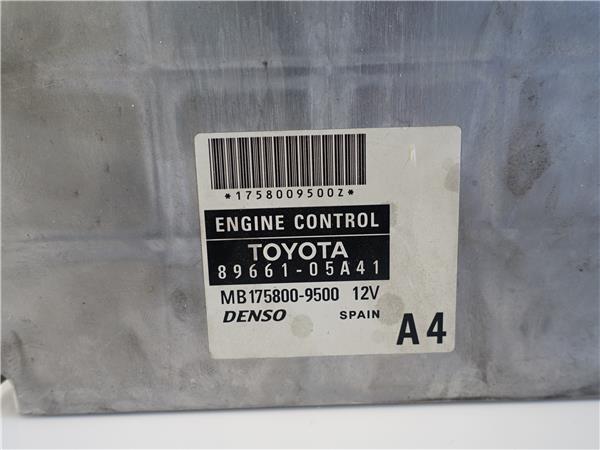 *1758009500Z*
ENGINE CONTROL
TOYOTA
89661-05A41
MB175800-9500 12V
DENSO SPAIN A4